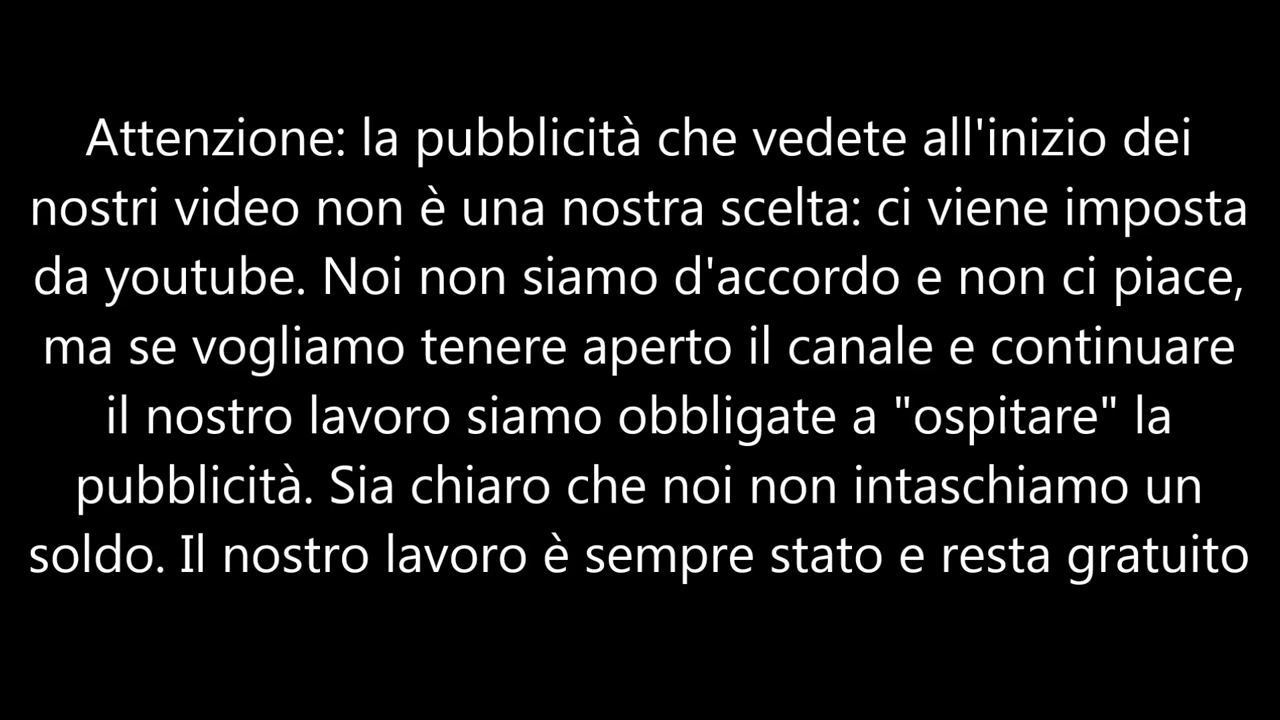 Attenzione: la pubblicità che vedete all'inizio dei
nostri video non è una nostra scelta: ci viene imposta
da youtube. Noi non siamo d'accordo e non ci piace,
ma se vogliamo tenere aperto il canale e continuare
il nostro lavoro siamo obbligate a "ospitare" la
pubblicità. Sia chiaro che noi non intaschiamo un
soldo. Il nostro lavoro è sempre stato e resta gratuito